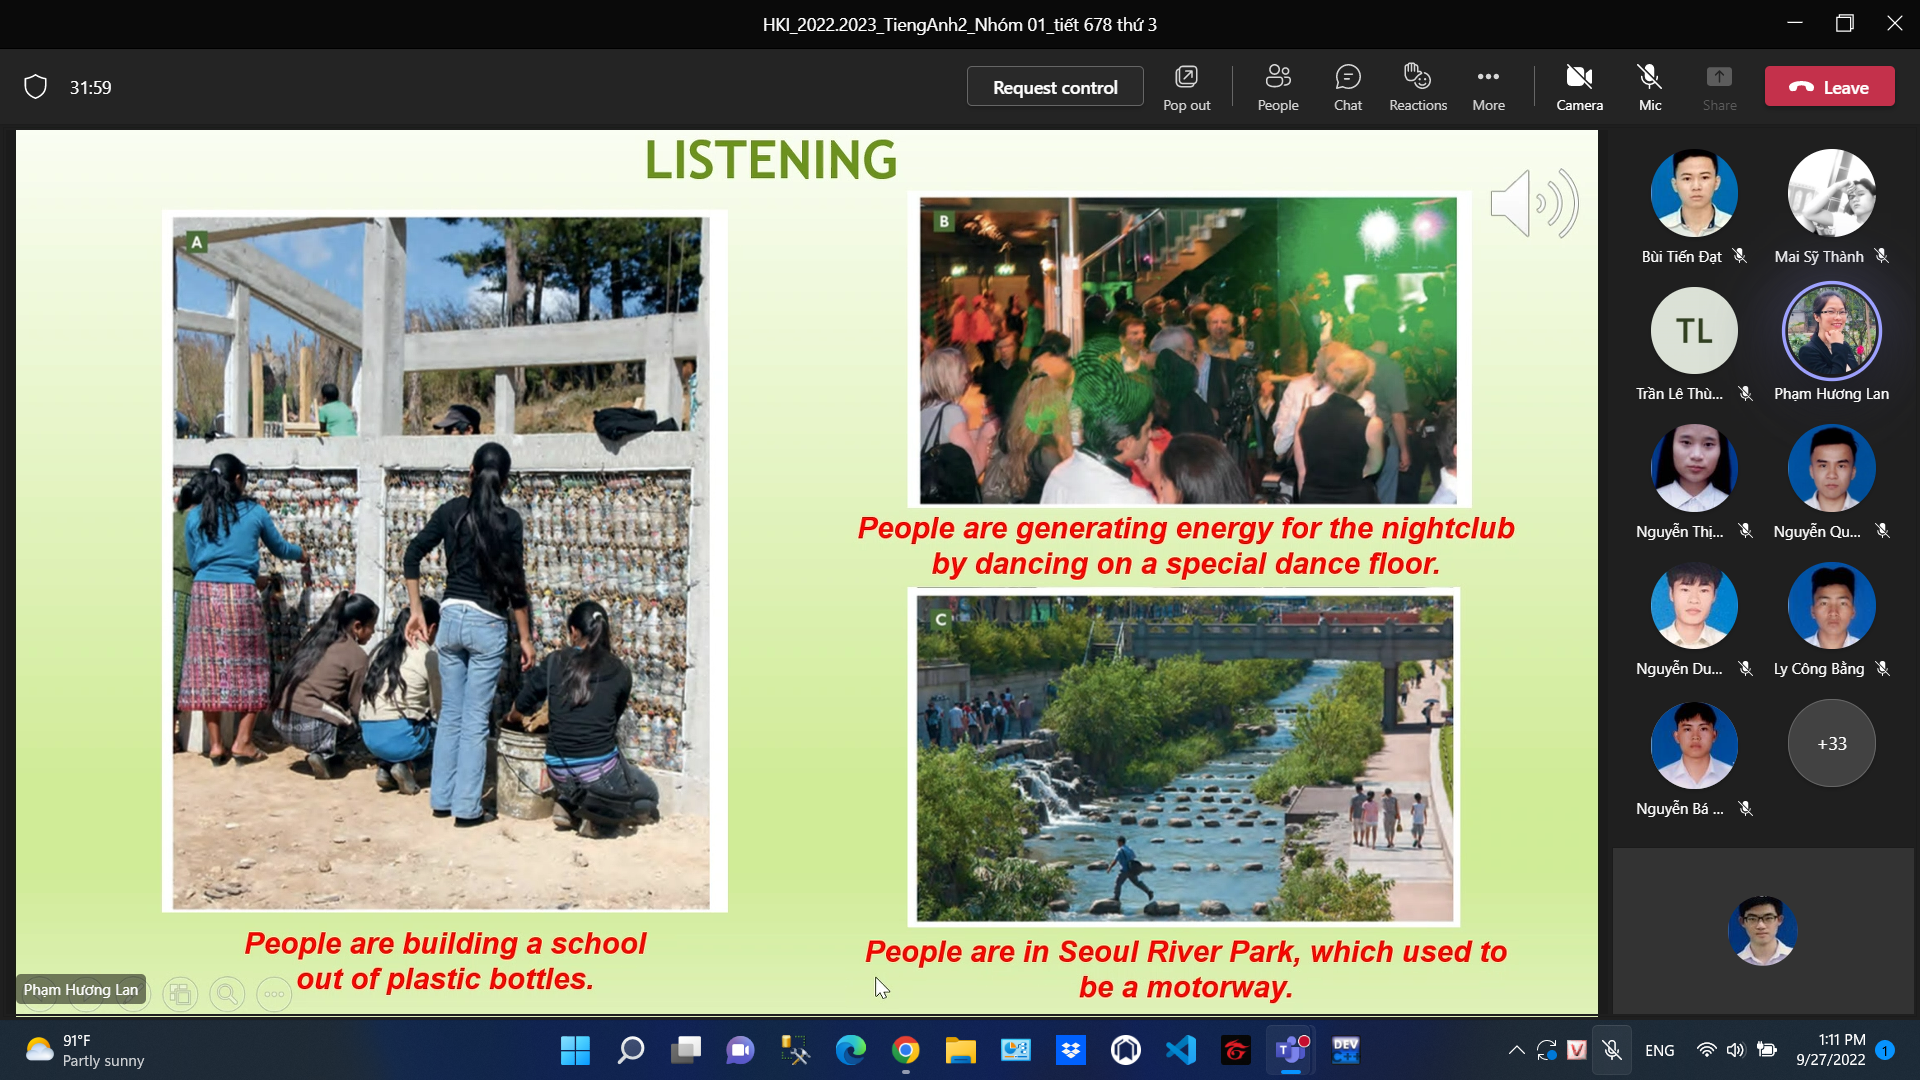 HKI_2022.2023_TiengAnh2_Nhóm 01_tiết 678 thứ 3
31:59
Request control
Pop out
People
Chat
Reactions
More
Camera
Mic
Share
Leave
LISTENING
A
B
People are generating energy for the nightclub
by dancing on a special dance floor.
C
People are building a school
out of plastic bottles.
People are in Seoul River Park, which used to
be a motorway.
Phạm Hương Lan
Bùi Tiến Đạt
Mai Sỹ Thành
TL
Trần Lê Thù...
Phạm Hương Lan
Nguyễn Thị...
Nguyễn Qu...
Nguyễn Du...
Ly Công Bằng
Nguyễn Bá ...
+33
91°F
Partly sunny
DEV
C++
ENG
1:11 PM
9/27/2022
1